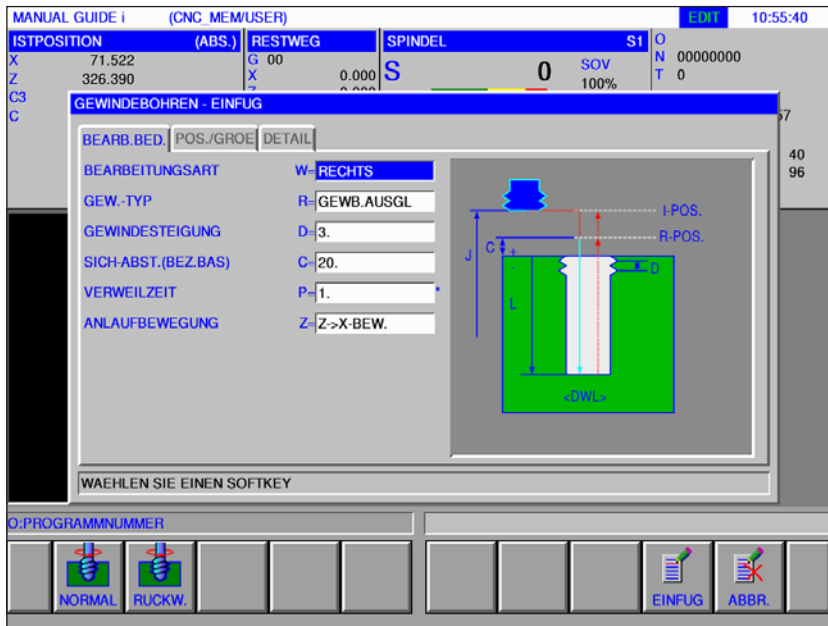 MANUAL GUIDE i (CNC_MEM/USER) EDIT 10:55:40
ISTPOSITION (ABS.) RESTWEG SPINDEL S1 O
X 71.522 G 00 N 00000000
Z 326.390 X 0.000 S 0 SOV T 0
C3 100%
C
GEWINDEBOHREN - EINFUG
40
96
BEARB.BED. POS./GROE DETAIL
BEARBEITUNGSART W=RECHTS
GEW.-TYP R=GEWB.AUSGL
GEWINDESTEIGUNG D=3.
SICH-ABST.(BEZ.BAS) C=20.
VERWEILZEIT P=1. *
ANLAUFBEWEGUNG Z=Z->X-BEW.
I-POS.
R-POS.
J
C
+
-
D
L
<DWL>
WAEHLEN SIE EINEN SOFTKEY
O:PROGRAMMNUMMER
NORMAL RUCKW. EINFUG ABBR.